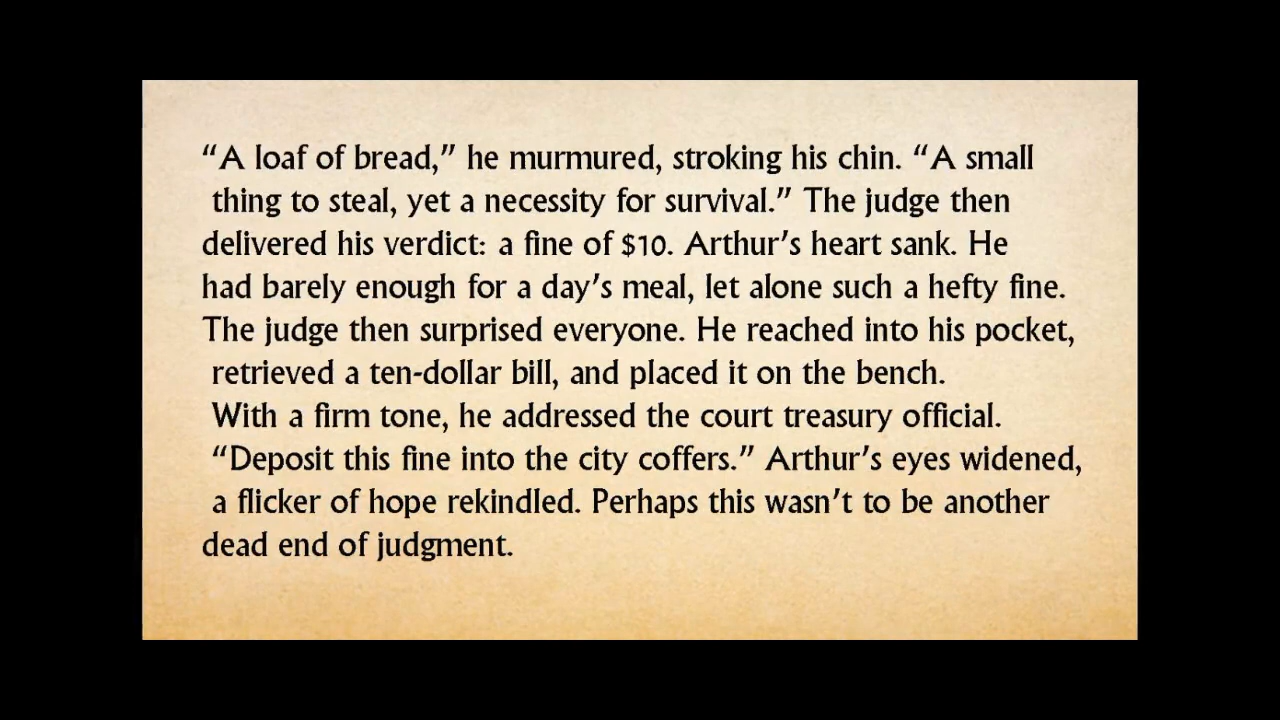 “A loaf of bread,” he murmured, stroking his chin. “A small
thing to steal, yet a necessity for survival.” The judge then
delivered his verdict: a fine of $10. Arthur’s heart sank. He
had barely enough for a day’s meal, let alone such a hefty fine.
The judge then surprised everyone. He reached into his pocket,
retrieved a ten-dollar bill, and placed it on the bench.
With a firm tone, he addressed the court treasury official.
“Deposit this fine into the city coffers.” Arthur’s eyes widened,
a flicker of hope rekindled. Perhaps this wasn’t to be another
dead end of judgment.